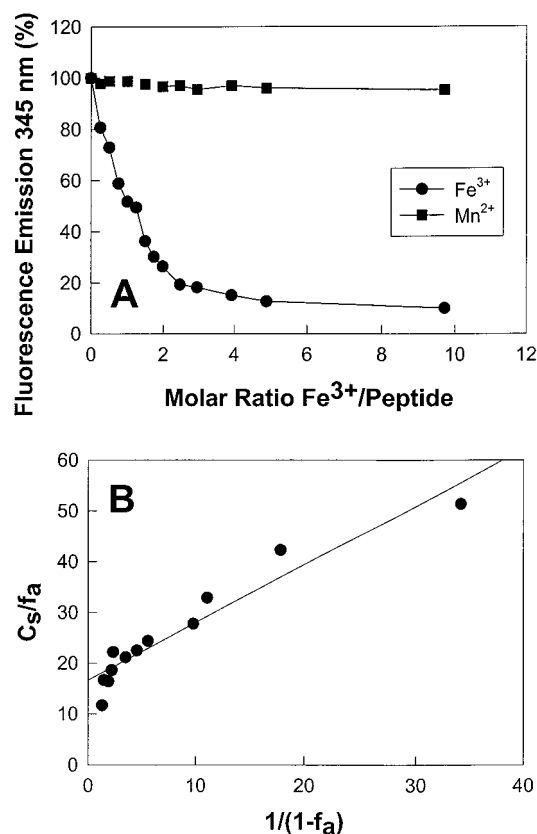 Fluorescence Emission 345 nm (%)
120
100
80
60
40
20
0
Fe³⁺
Mn²⁺
A
0 2 4 6 8 10 12
Molar Ratio Fe³⁺/Peptide
B
Cₛ/fₐ
60
50
40
30
20
10
0
0 10 20 30 40
1/(1-fₐ)